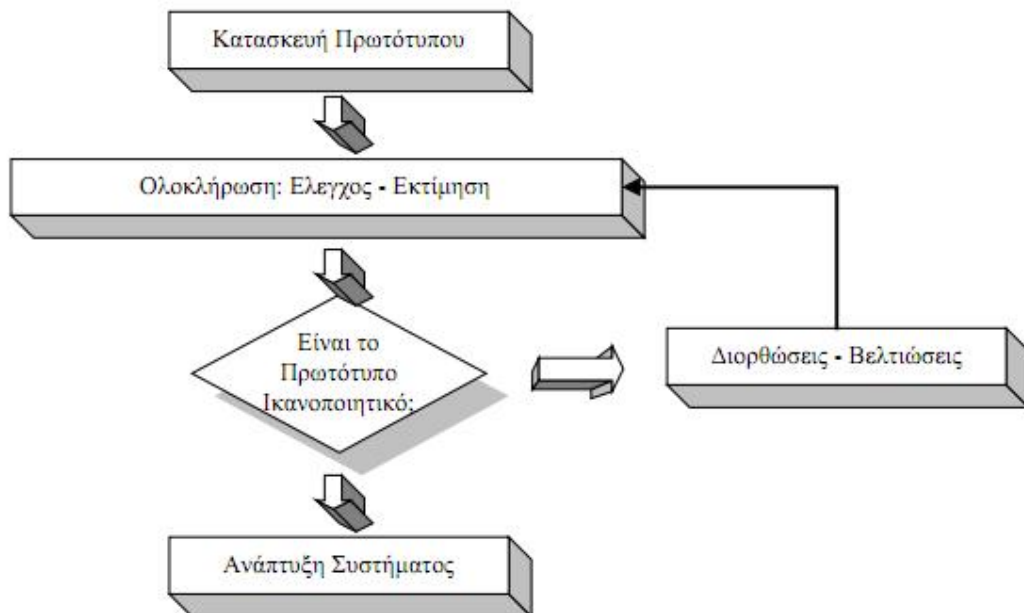 Κατασκευή Πρωτότυπου
Ολοκλήρωση: Ελεγχος - Εκτίμηση
Είναι το
Πρωτότυπο
Ικανοποιητικό;
Διορθώσεις - Βελτιώσεις
Ανάπτυξη Συστήματος